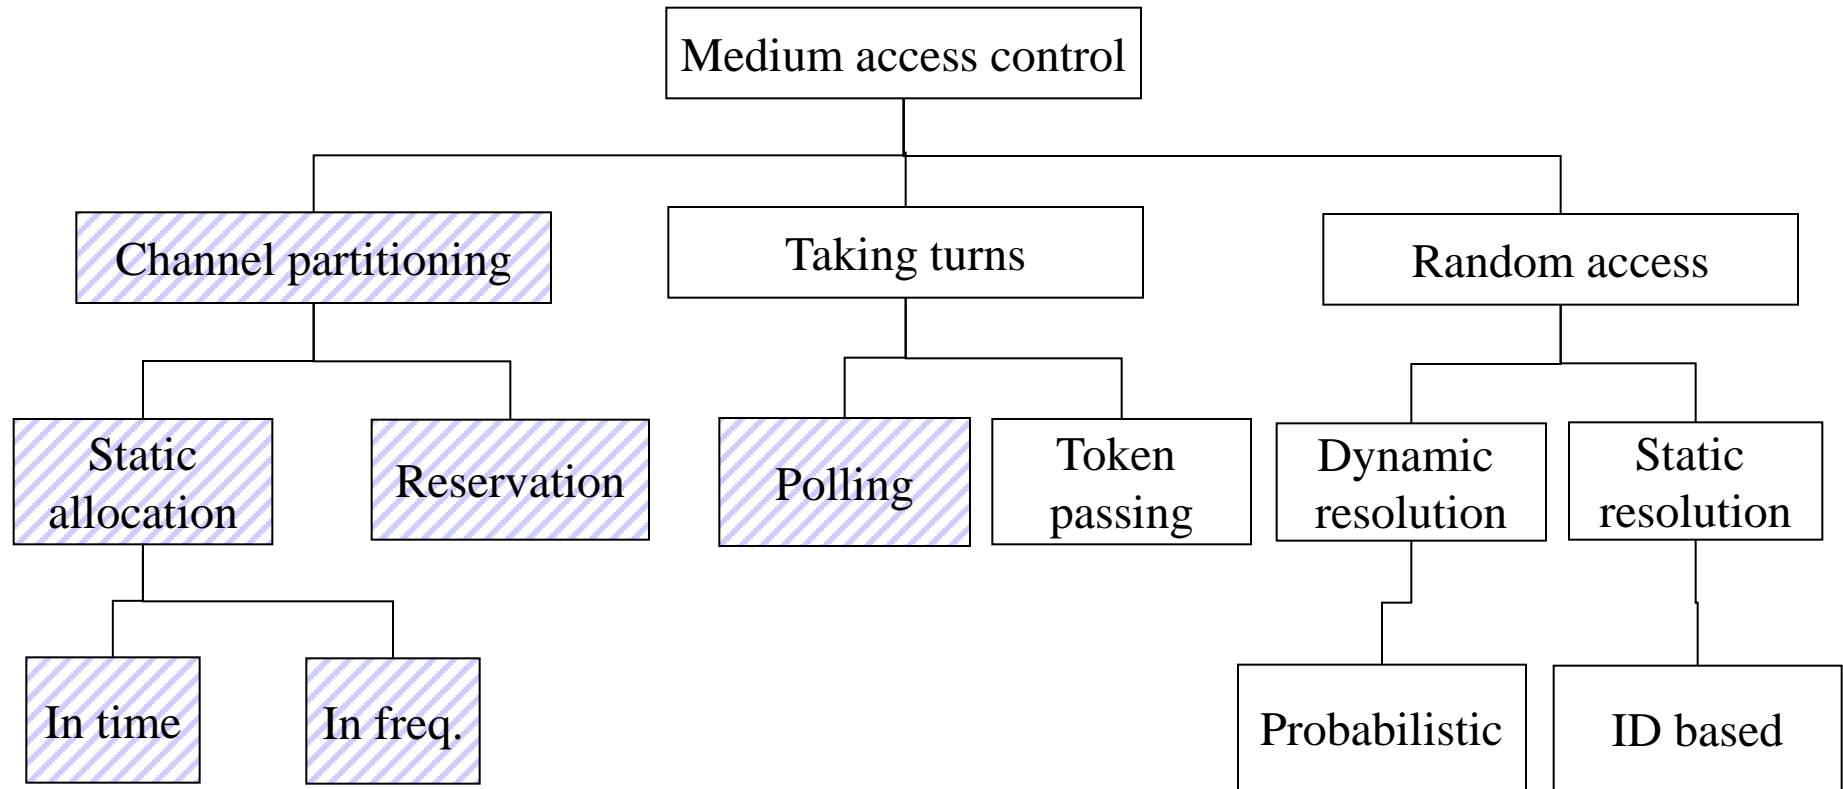 Medium access control
Channel partitioning
Taking turns
Random access
Static
allocation
Reservation
Polling
Token
passing
Dynamic
resolution
Static
resolution
In time
In freq.
Probabilistic
ID based